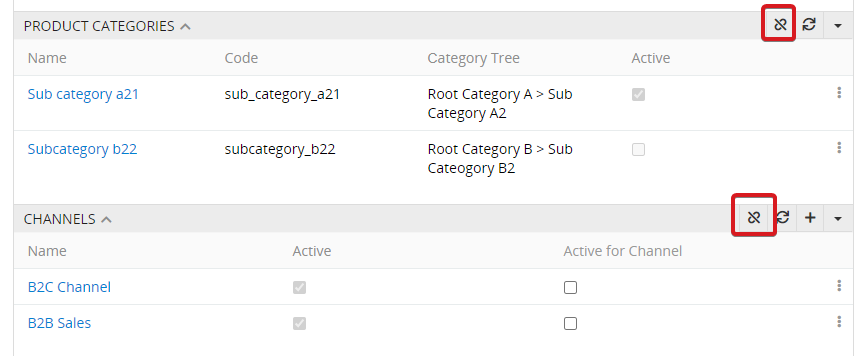 PRODUCT CATEGORIES
Name Code Category Tree Active
Sub category a21 sub_category_a21 Root Category A > Sub
Category A2
Subcategory b22 subcategory_b22 Root Category B > Sub
Cateogory B2
CHANNELS
Name Active Active for Channel
B2C Channel
B2B Sales